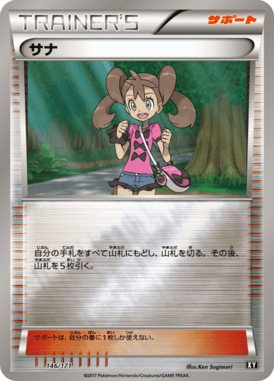 TRAINER'S サポート
サナ
自分の手札をすべて山札にもどし、山札を切る。その後、
山札を5枚引く。
サポートは、自分の番に1枚しか使えない。
146/171
Illus.Ken Sugimori
XY
©2017 Pokémon/Nintendo/Creatures/GAME FREAK.